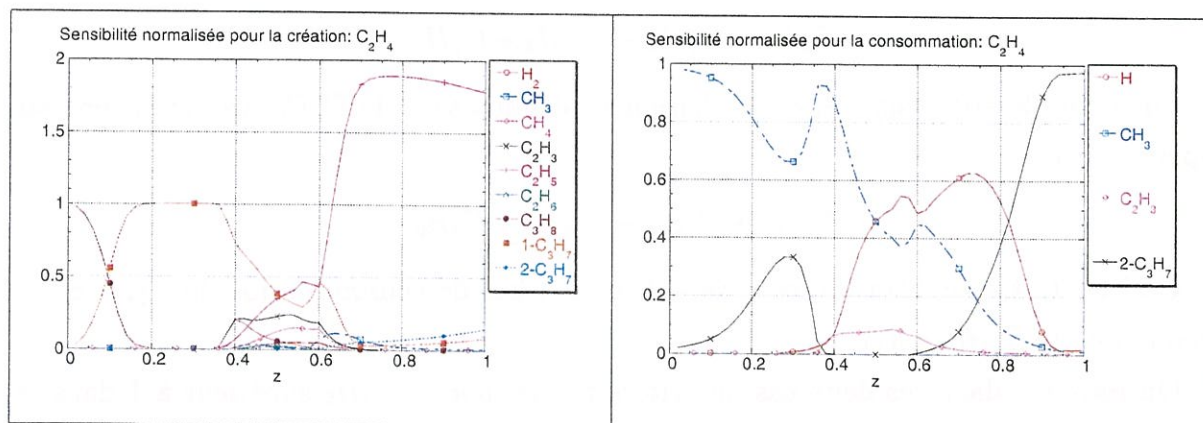 Sensibilité normalisée pour la création: C₂H₄
2
1.5
1
0.5
0
0
0.2
0.4
0.6
0.8
1
z
H₂
CH₃
CH₄
C₂H₃
C₂H₅
C₂H₆
C₃H₈
1-C₃H₇
2-C₃H₇
Sensibilité normalisée pour la consommation: C₂H₄
1
0.8
0.6
0.4
0.2
0
0
0.2
0.4
0.6
0.8
1
z
H
CH₃
C₂H₃
2-C₃H₇